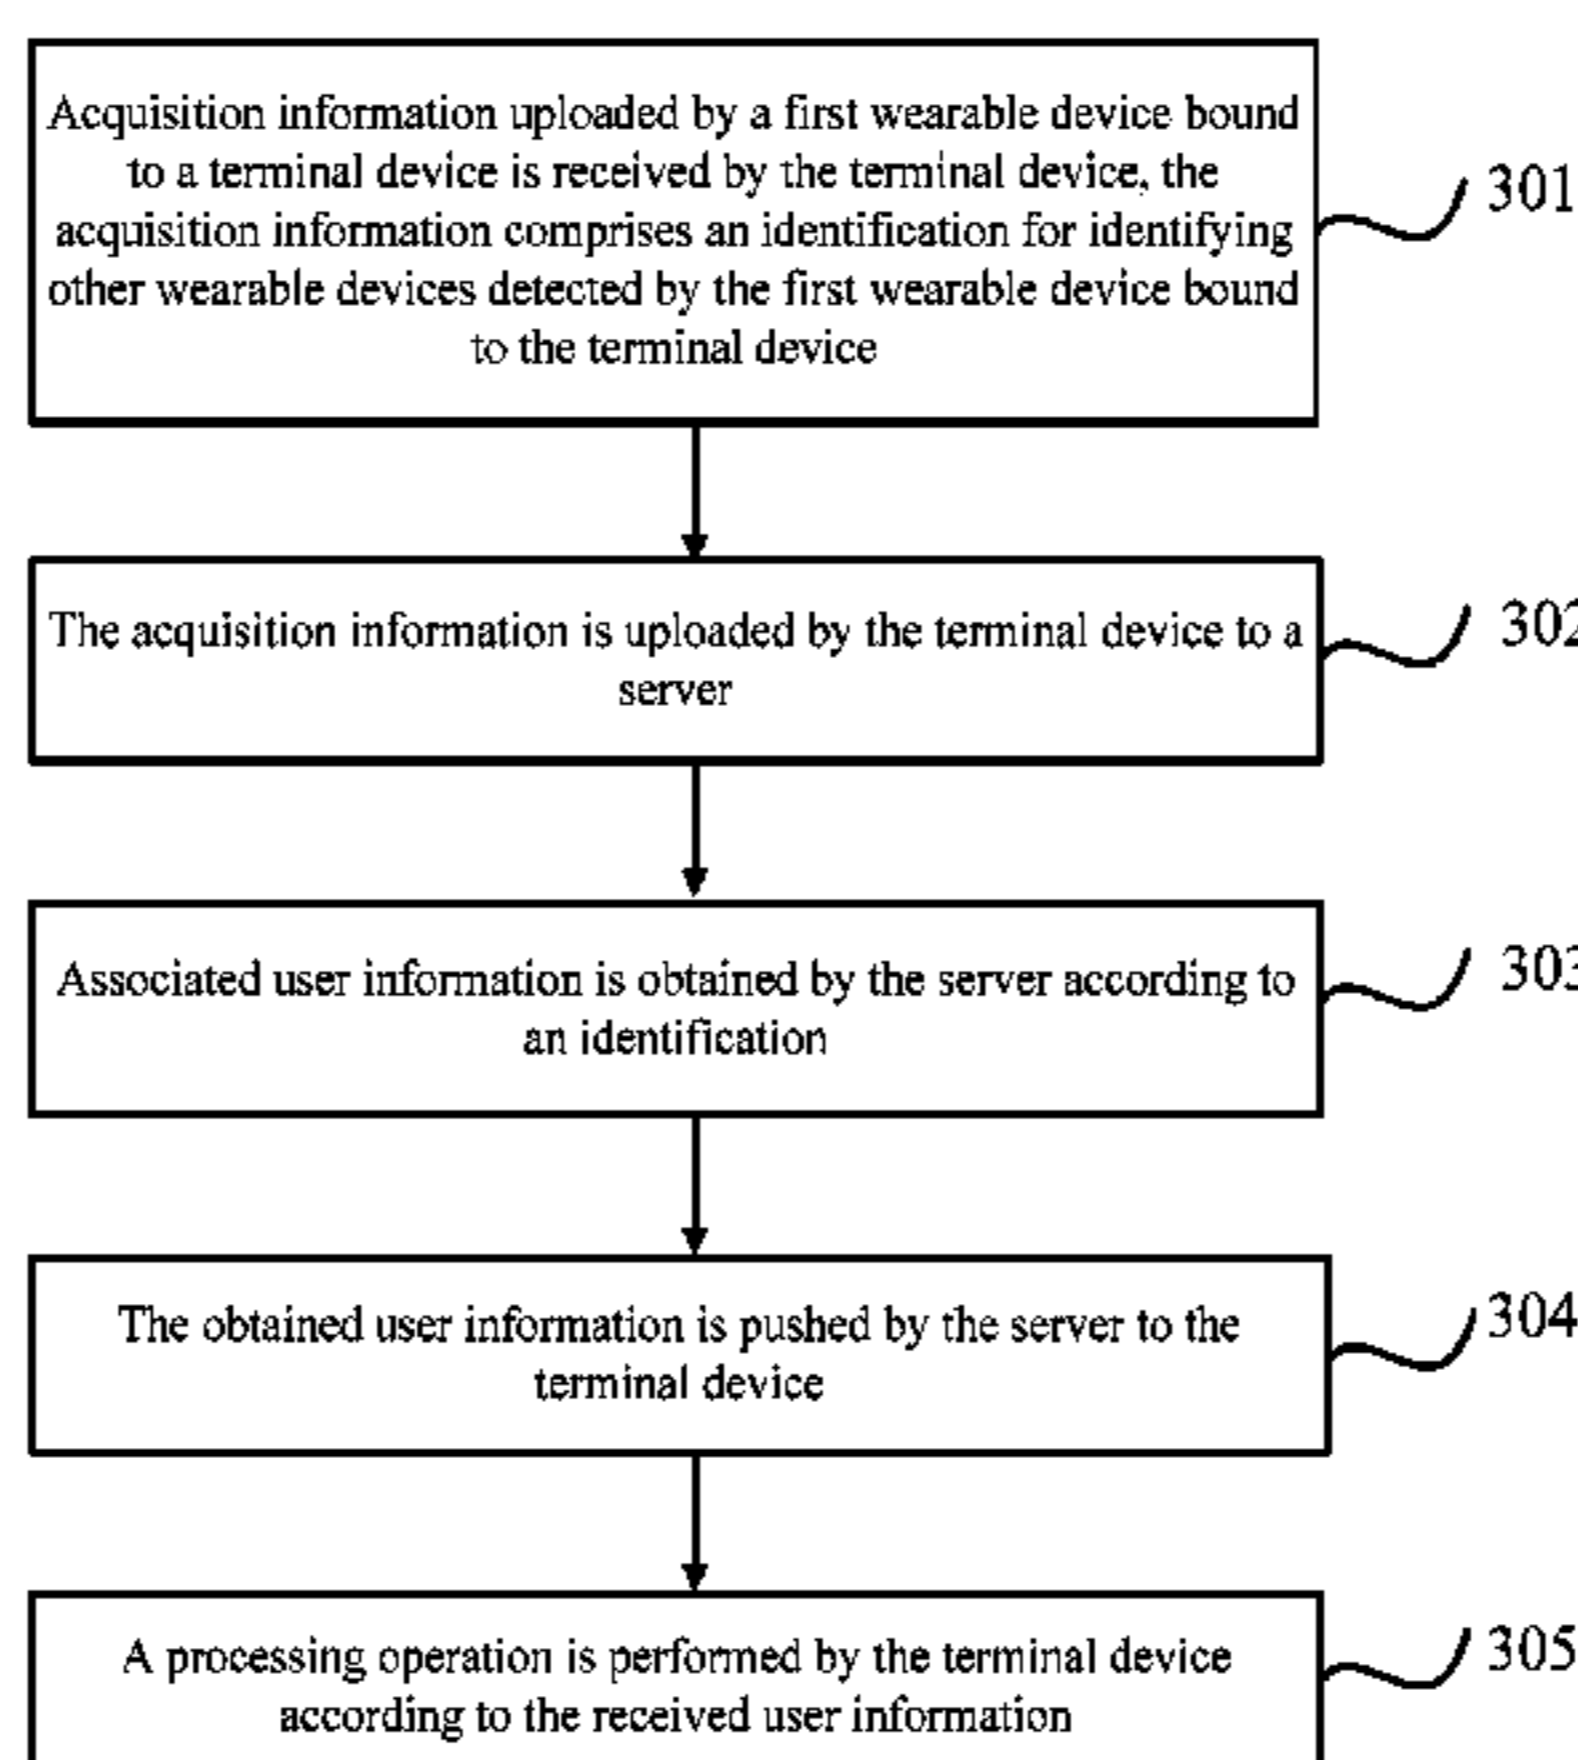 Acquisition information uploaded by a first wearable device bound
to a terminal device is received by the terminal device, the
acquisition information comprises an identification for identifying
other wearable devices detected by the first wearable device bound
to the terminal device
301
The acquisition information is uploaded by the terminal device to a
server
302
Associated user information is obtained by the server according to
an identification
303
The obtained user information is pushed by the server to the
terminal device
304
A processing operation is performed by the terminal device
according to the received user information
305